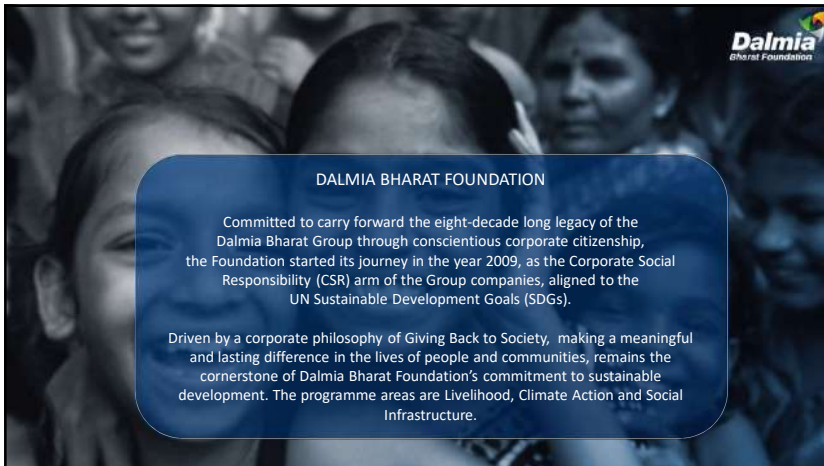 Dalmia
Bharat Foundation
DALMIA BHARAT FOUNDATION
Committed to carry forward the eight-decade long legacy of the
Dalmia Bharat Group through conscientious corporate citizenship,
the Foundation started its journey in the year 2009, as the Corporate Social
Responsibility (CSR) arm of the Group companies, aligned to the
UN Sustainable Development Goals (SDGs).
Driven by a corporate philosophy of Giving Back to Society, making a meaningful
and lasting difference in the lives of people and communities, remains the
cornerstone of Dalmia Bharat Foundation’s commitment to sustainable
development. The programme areas are Livelihood, Climate Action and Social
Infrastructure.